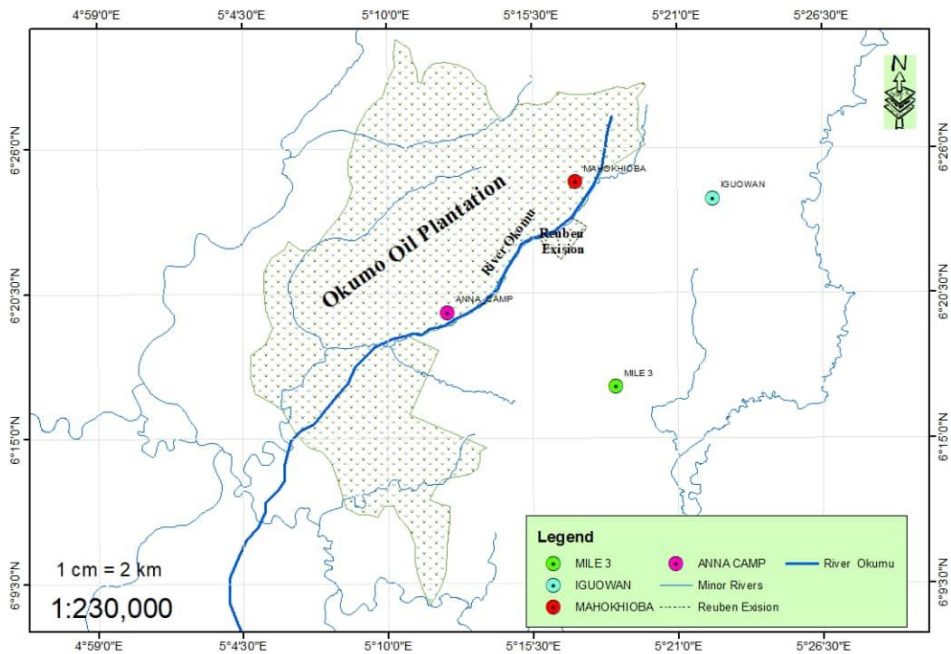 4°59'0"E 5°4'30"E 5°10'0"E 5°15'30"E 5°21'0"E 5°26'30"E
N
6°26'0"N 6°26'0"N
MAHOKHIOBA
IGUOWAN
Okumo Oil Plantation
River Okomu
Reuben
Exision
6°20'30"N 6°20'30"N
ANNA CAMP
MILE 3
6°15'0"N 6°15'0"N
Legend
MILE 3 ANNA CAMP River Okumu
IGUOWAN Minor Rivers
MAHOKHIOBA Reuben Exision
1 cm = 2 km
1:230,000
6°9'30"N 6°9'30"N
4°59'0"E 5°4'30"E 5°10'0"E 5°15'30"E 5°21'0"E 5°26'30"E